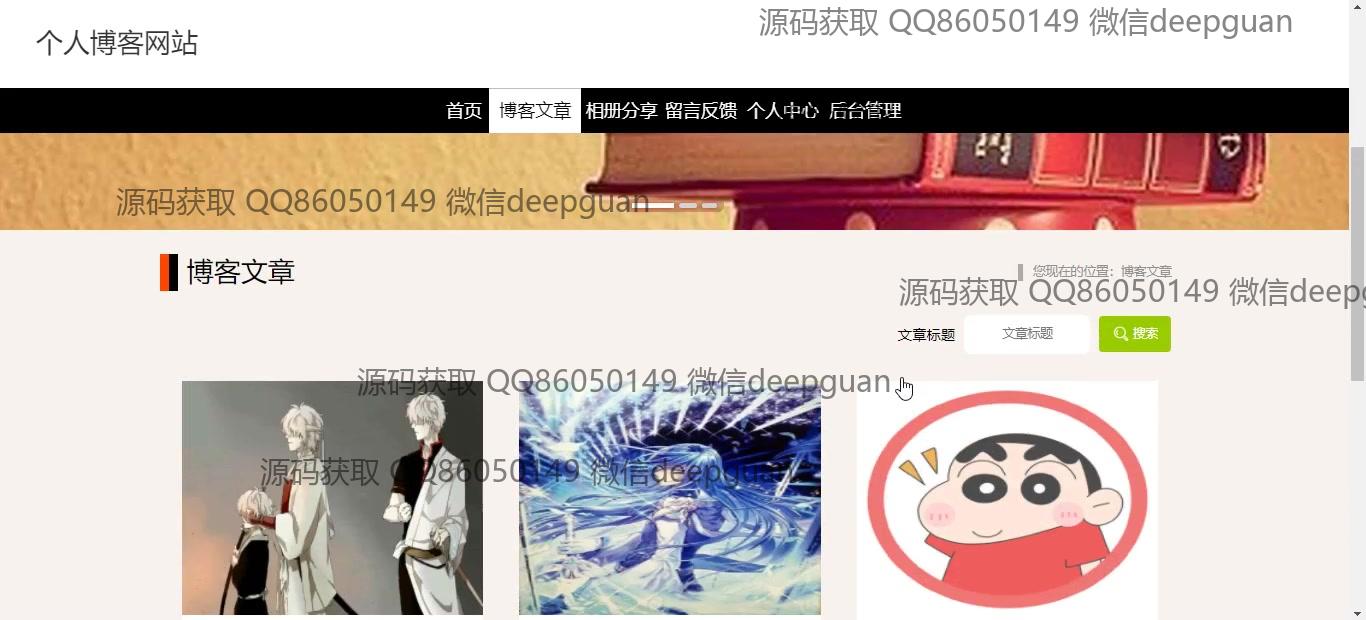 源码获取 QQ86050149 微信deepguan
个人博客网站
首页 博客文章 相册分享 留言反馈 个人中心 后台管理
源码获取 QQ86050149 微信deepguan
博客文章
您现在的位置：博客文章
源码获取 QQ86050149 微信deepg
文章标题 文章标题 搜索
源码获取 QQ86050149 微信deepguan
源码获取 QQ86050149 微信deepguan